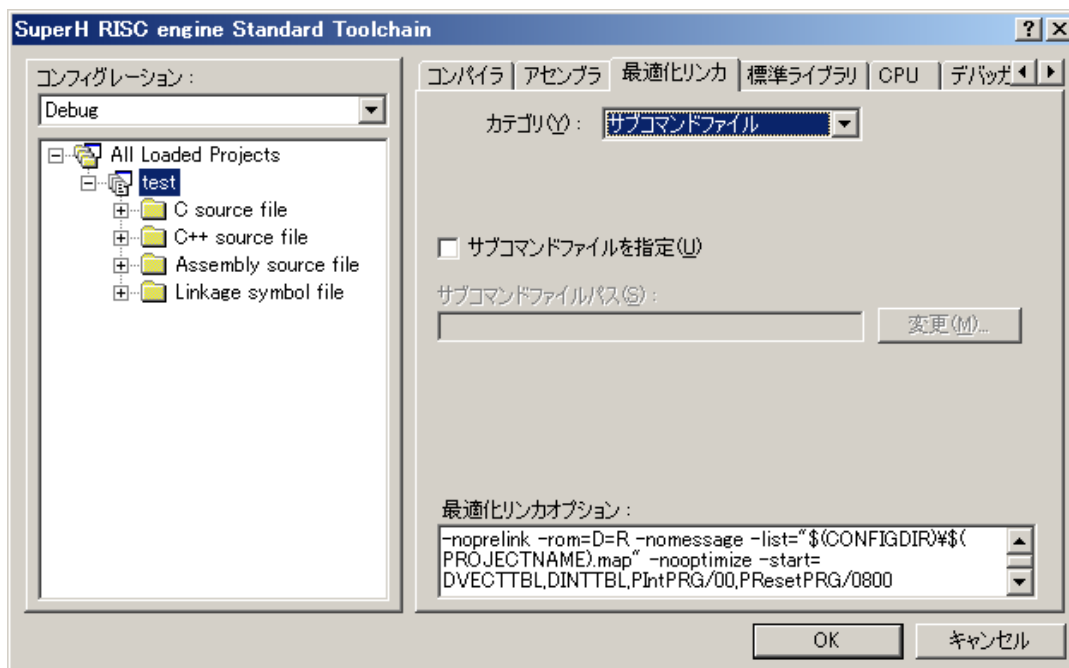 SuperH RISC engine Standard Toolchain
コンフィグレーション :
Debug
All Loaded Projects
test
C source file
C++ source file
Assembly source file
Linkage symbol file
コンパイラ アセンブラ 最適化リンカ 標準ライブラリ CPU デバッガ
カテゴリ(Y) : サブコマンドファイル
サブコマンドファイルを指定(U)
サブコマンドファイルパス(S) :
変更(M)...
最適化リンカオプション :
-noprelink -rom=D=R -nomessage -list="$(CONFIGDIR)¥$(
PROJECTNAME).map" -nooptimize -start=
DVECTTBL,DINTTBL,PIntPRG/00,PResetPRG/0800
OK キャンセル